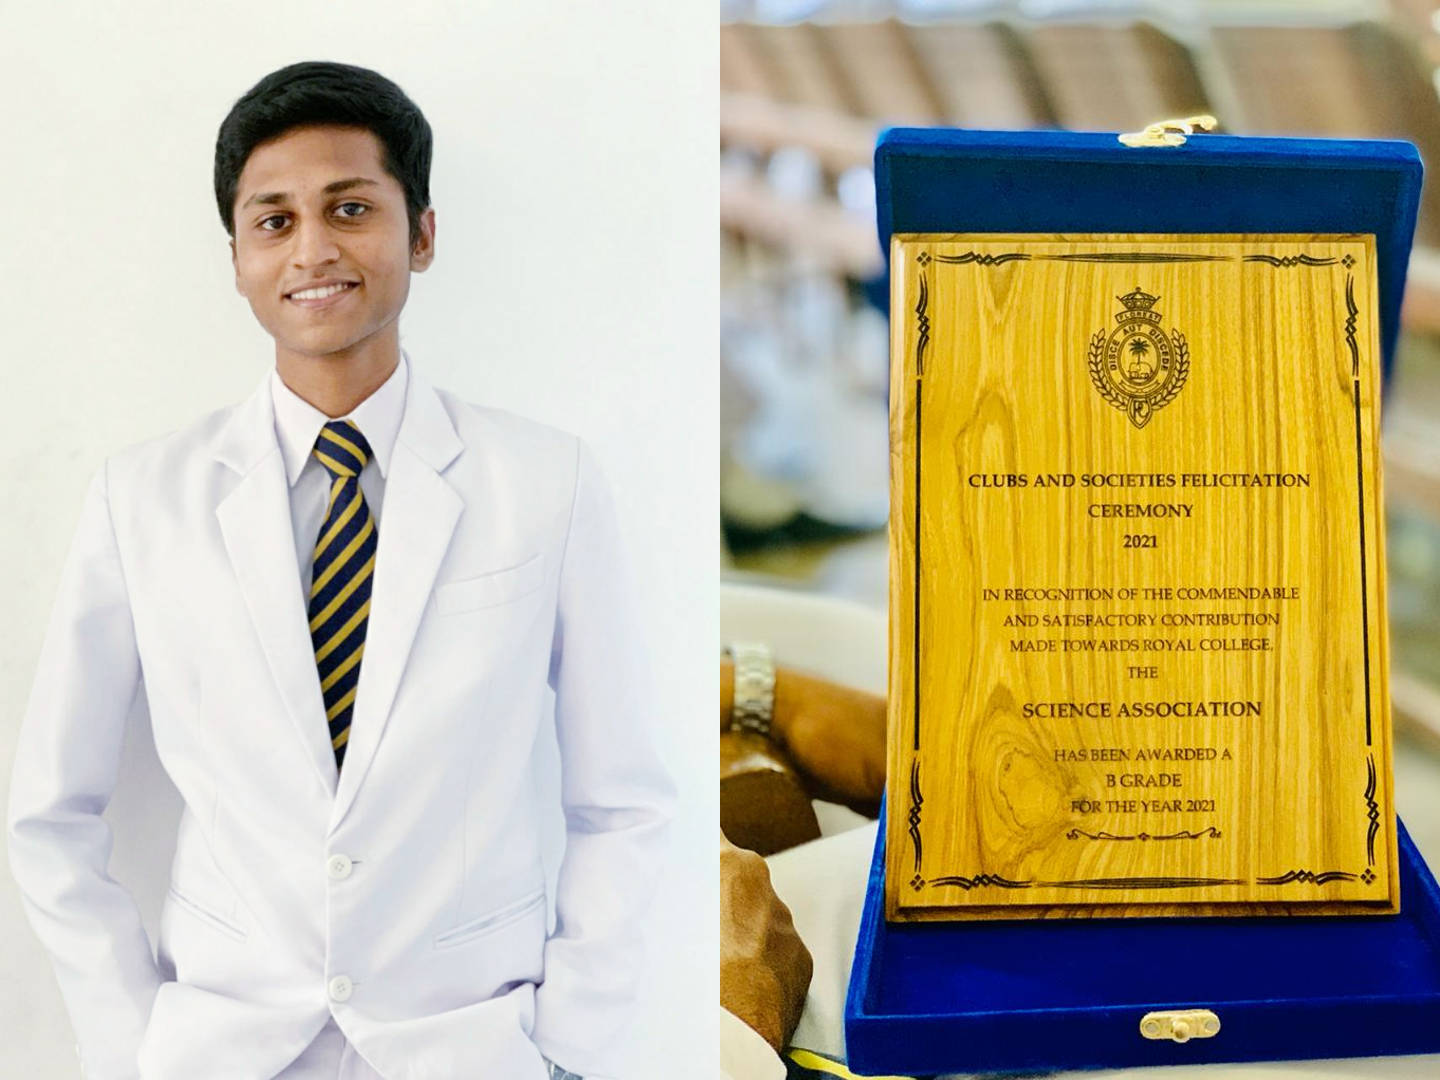 FLOREAT
DISCE AUT DISCEDE
RC
CLUBS AND SOCIETIES FELICITATION
CEREMONY
2021
IN RECOGNITION OF THE COMMENDABLE
AND SATISFACTORY CONTRIBUTION
MADE TOWARDS ROYAL COLLEGE,
THE
SCIENCE ASSOCIATION
HAS BEEN AWARDED A
B GRADE
FOR THE YEAR 2021